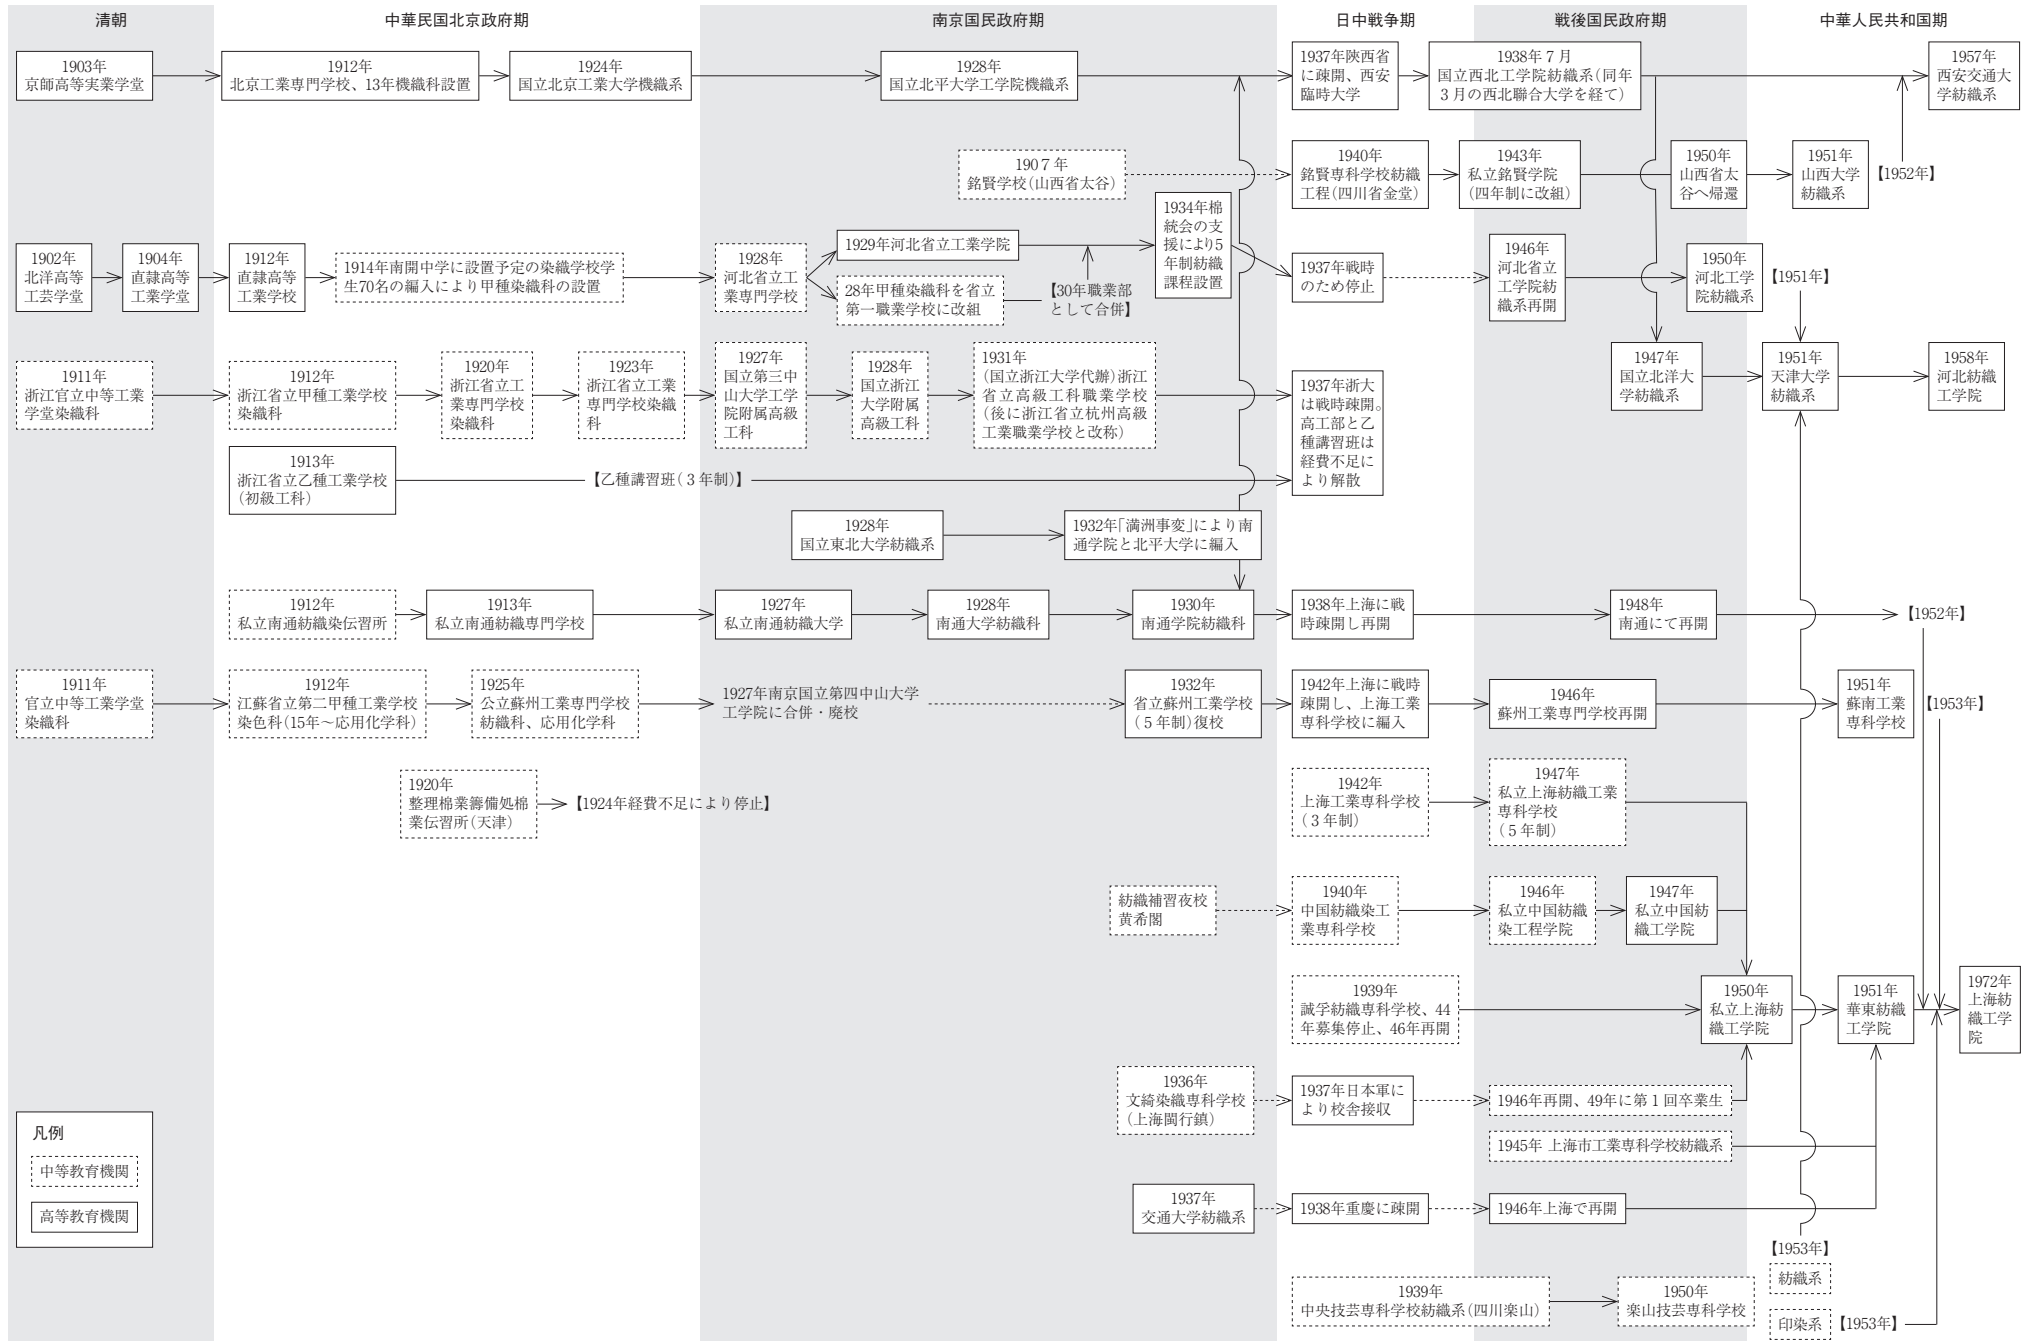 清朝
中華民国北京政府期
南京国民政府期
日中戦争期
戦後国民政府期
中華人民共和国期
1903年
京師高等実業学堂
1912年
北京工業専門学校、13年機織科設置
1924年
国立北京工業大学機織系
1928年
国立北平大学工学院機織系
1937年陝西省
に疎開、西安
臨時大学
1938年7月
国立西北工学院紡織系(同年
3月の西北聯合大学を経て)
1957年
西安交通大
学紡織系
1907年
銘賢学校(山西省太谷)
1940年
銘賢専科学校紡織
工程(四川省金堂)
1943年
私立銘賢学院
(四年制に改組)
1950年
山西省太
谷へ帰還
1951年
山西大学
紡織系
【1952年】
1902年
北洋高等
工芸学堂
1904年
直隷高等
工業学堂
1912年
直隷高等
工業学校
1914年南開中学に設置予定の染織学校学
生70名の編入により甲種染織科の設置
1928年
河北省立工
業専門学校
1929年河北省立工業学院
28年甲種染織科を省立
第一職業学校に改組
【30年職業部
として合併】
1934年棉
統会の支
援により5
年制紡織
課程設置
1937年戦時
のため停止
1946年
河北省立
工学院紡
織系再開
1950年
河北工学
院紡織系
【1951年】
1911年
浙江官立中等工業
学堂染織科
1912年
浙江省立甲種工業学校
染織科
1920年
浙江省立工
業専門学校
染織科
1923年
浙江省立工業
専門学校染織
科
1927年
国立第三中
山大学工学
院附属高級
工科
1928年
国立浙江
大学附属
高級工科
1931年
(国立浙江大学代辦)浙江
省立高級工科職業学校
(後に浙江省立杭州高級
工業職業学校と改称)
1937年浙大
は戦時疎開。
高工部と乙
種講習班は
経費不足に
より解散
1947年
国立北洋大
学紡織系
1951年
天津大学
紡織系
1958年
河北紡織
工学院
1913年
浙江省立乙種工業学校
(初級工科)
【乙種講習班(3年制)】
1928年
国立東北大学紡織系
1932年「満洲事変」により南
通学院と北平大学に編入
1912年
私立南通紡織染伝習所
1913年
私立南通紡織専門学校
1927年
私立南通紡織大学
1928年
南通大学紡織科
1930年
南通学院紡織科
1938年上海に戦
時疎開し再開
1948年
南通にて再開
【1952年】
1911年
官立中等工業学堂
染織科
1912年
江蘇省立第二甲種工業学校
染色科(15年～応用化学科)
1925年
公立蘇州工業専門学校
紡織科、応用化学科
1927年南京国立第四中山大学
工学院に合併・廃校
1932年
省立蘇州工業学校
(5年制)復校
1942年上海に戦時
疎開し、上海工業
専科学校に編入
1946年
蘇州工業専門学校再開
1951年
蘇南工業
専科学校
【1953年】
1920年
整理棉業籌備処棉
業伝習所(天津)
【1924年経費不足により停止】
1942年
上海工業専科学校
(3年制)
1947年
私立上海紡織工業
専科学校
(5年制)
紡織補習夜校
黄希閣
1940年
中国紡織染工
業専科学校
1946年
私立中国紡織
染工程学院
1947年
私立中国紡
織工学院
1939年
誠孚紡織専科学校、44
年募集停止、46年再開
1950年
私立上海紡
織工学院
1951年
華東紡織
工学院
1972年
上海紡
織工学
院
1936年
文綺染織専科学校
(上海閔行鎮)
1937年日本軍に
より校舎接収
1946年再開、49年に第1回卒業生
1945年 上海市工業専科学校紡織系
1937年
交通大学紡織系
1938年重慶に疎開
1946年上海で再開
凡例
中等教育機関
高等教育機関
【1953年】
紡織系
1939年
中央技芸専科学校紡織系(四川楽山)
1950年
楽山技芸専科学校
印染系
【1953年】